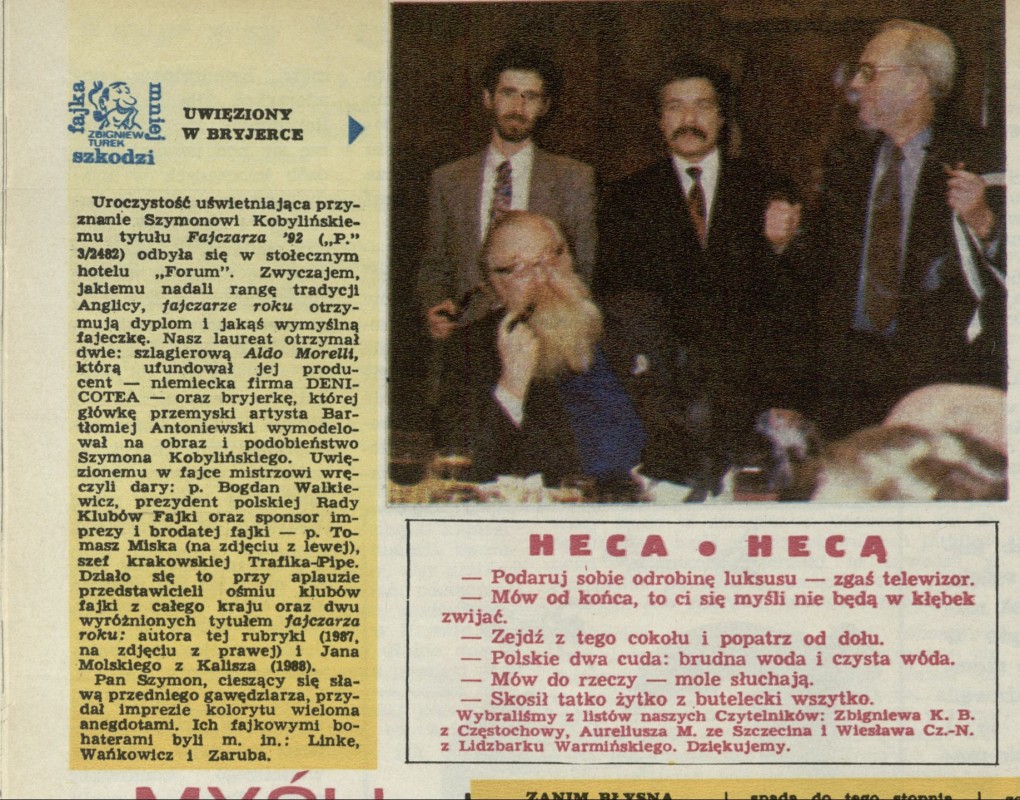 fajka
mniej
ZBIGNIEW
TUREK
szkodzi
UWIĘZIONY
W BRYJERCE
Uroczystość uświetniająca przy-
znanie Szymonowi Kobylińskie-
mu tytułu Fajczarza '92 („P."
3/2482) odbyła się w stołecznym
hotelu „Forum". Zwyczajem,
jakiemu nadali rangę tradycji
Anglicy, fajczarze roku otrzy-
mują dyplom i jakąś wymyślną
fajeczkę. Nasz laureat otrzymał
dwie: szlagierową Aldo Morelli,
którą ufundował jej produ-
cent — niemiecka firma DENI-
COTEA — oraz bryjerkę, której
główkę przemyski artysta Bar-
tłomiej Antoniewski wymodelo-
wał na obraz i podobieństwo
Szymona Kobylińskiego. Uwię-
zionemu w fajce mistrzowi wrę-
czyli dary: p. Bogdan Walkie-
wicz, prezydent polskiej Rady
Klubów Fajki oraz sponsor im-
prezy i brodatej fajki — p. To-
masz Miska (na zdjęciu z lewej),
szef krakowskiej Trafika-Pipe.
Działo się to przy aplauzie
przedstawicieli ośmiu klubów
fajki z całego kraju oraz dwu
wyróżnionych tytułem fajczarza
roku: autora tej rubryki (1987,
na zdjęciu z prawej) i Jana
Molskiego z Kalisza (1988).
Pan Szymon, cieszący się sła-
wą przedniego gawędziarza, przy-
dał imprezie kolorytu wieloma
anegdotami. Ich fajkowymi bo-
haterami byli m. in.: Linke,
Wańkowicz i Zaruba.
HECA • HECĄ
— Podaruj sobie odrobinę luksusu — zgaś telewizor.
— Mów od końca, to ci się myśli nie będą w kłębek
zwijać.
— Zejdź z tego cokołu i popatrz od dołu.
— Polskie dwa cuda: brudna woda i czysta wóda.
— Mów do rzeczy — mole słuchają.
— Skosił tatko żytko z butelecki wszytko.
Wybraliśmy z listów naszych Czytelników: Zbigniewa K. B.
z Częstochowy, Aureliusza M. ze Szczecina i Wiesława Cz.-N.
z Lidzbarku Warmińskiego. Dziękujemy.
ZANIM BŁYSNA
spada do tego stopnia